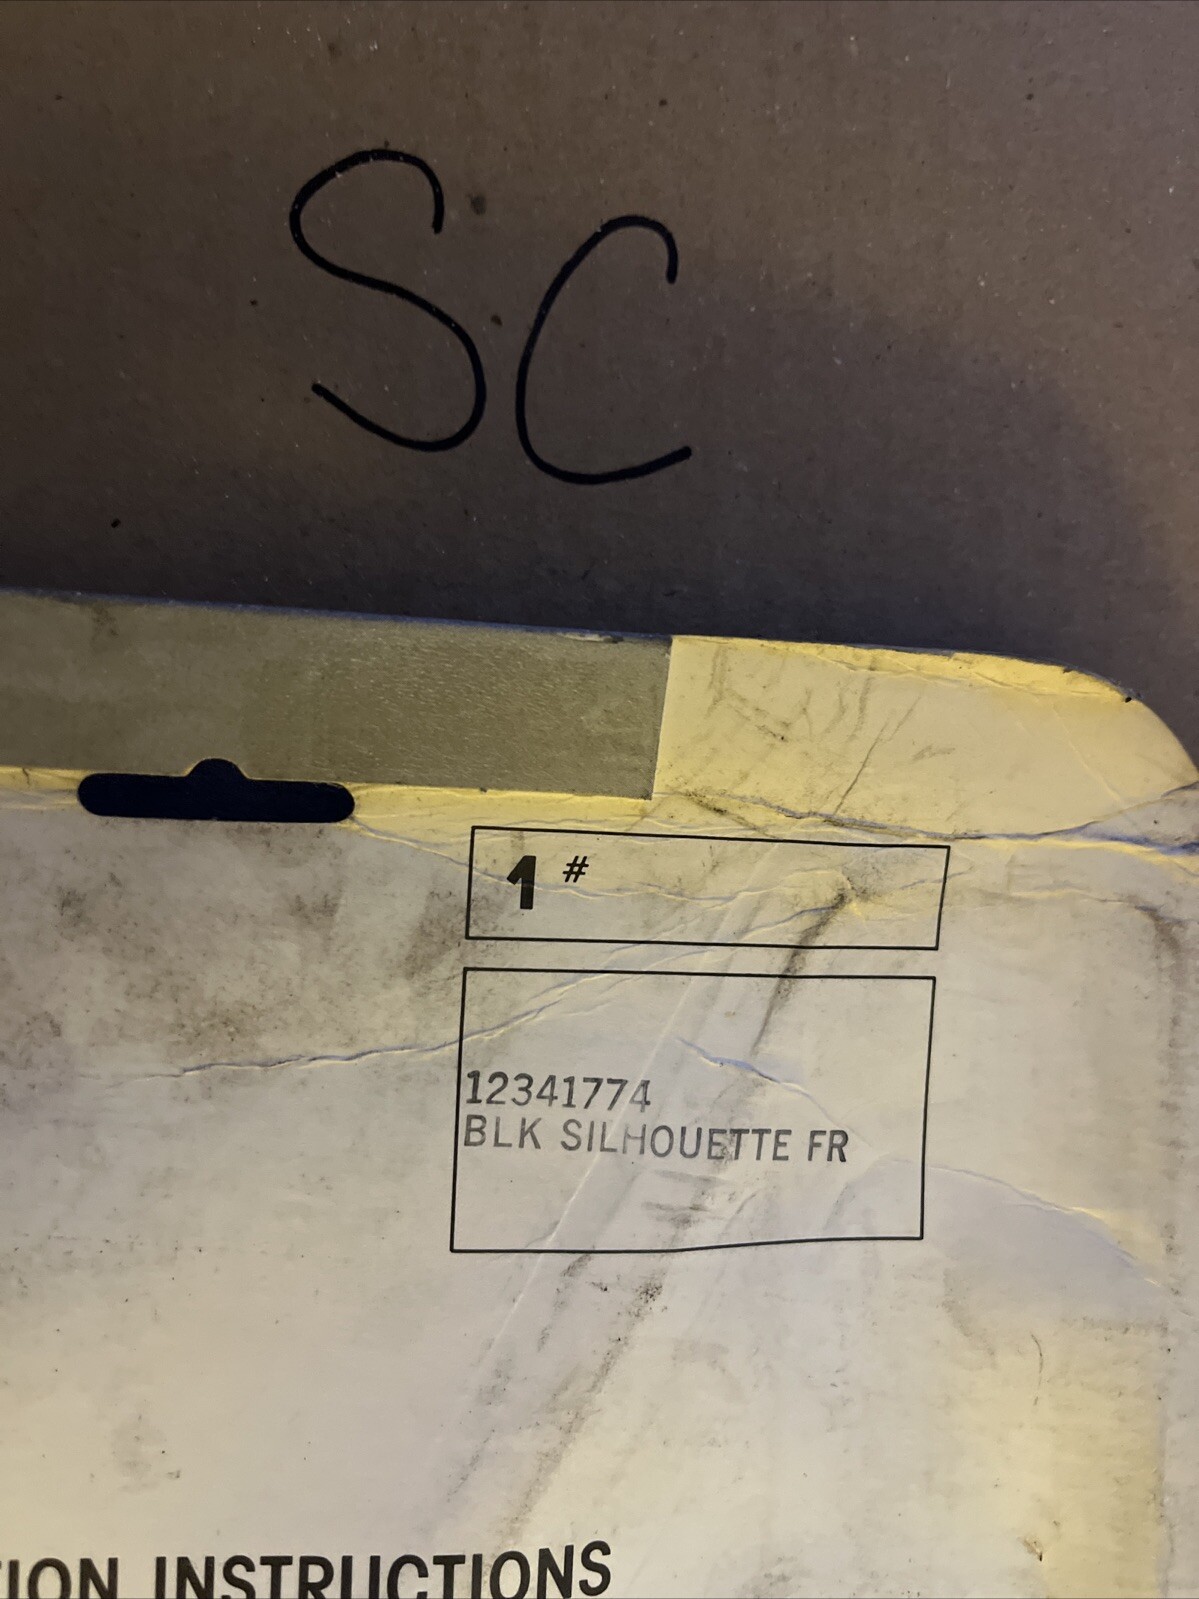 SC
1 #
12341774
BLK SILHOUETTE FR
INSTRUCTIONS